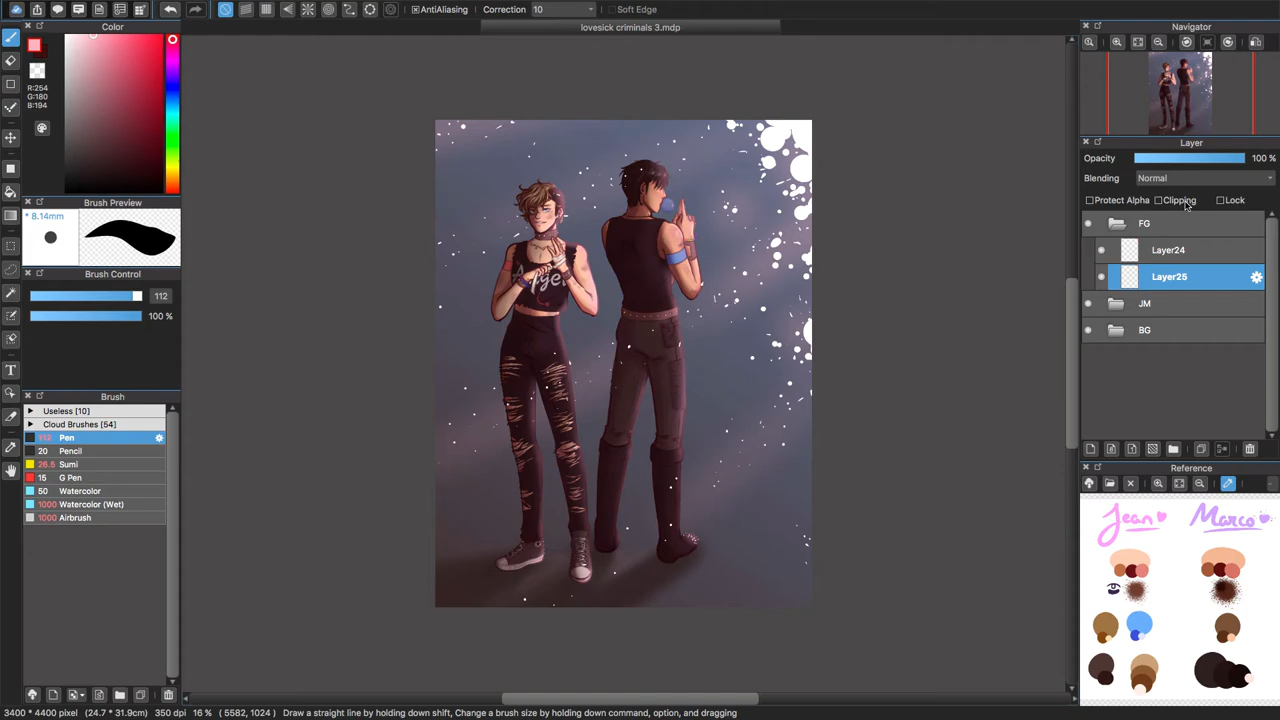 AntiAliasing Correction 10 Soft Edge
Color
lovesick criminals 3.mdp
Navigator
R:254
G:180
B:194
Layer
Opacity 100 %
Blending Normal
Protect Alpha Clipping Lock
Brush Preview
* 8.14mm
FG
Layer24
Layer25
JM
BG
Brush Control
112
100 %
Brush
Useless [10]
Cloud Brushes [54]
112 Pen
20 Pencil
26.5 Sumi
15 G Pen
50 Watercolor
1000 Watercolor (Wet)
1000 Airbrush
Reference
Jean Marco
3400 * 4400 pixel (24.7 * 31.9cm) 350 dpi 16 % ( 5582, 1024 ) Draw a straight line by holding down shift, Change a brush size by holding down command, option, and dragging